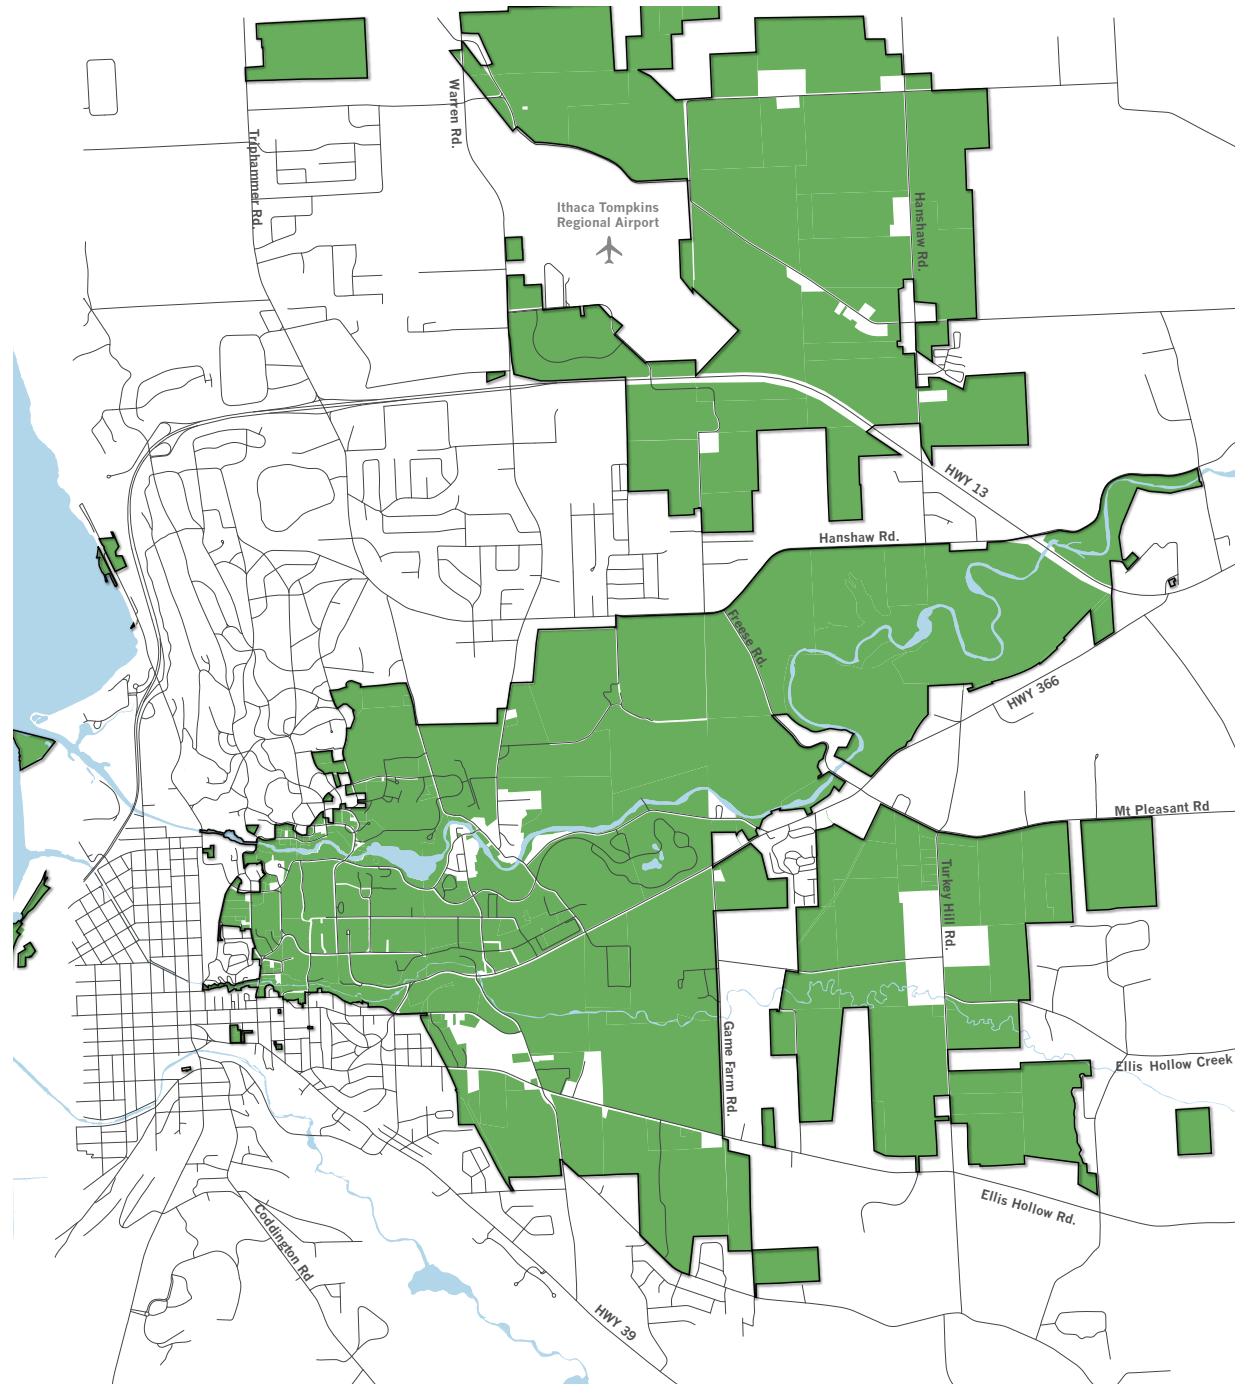 Warren Rd.
Triphammer Rd.
Ithaca Tompkins
Regional Airport
Hanshaw Rd.
HWY 13
Hanshaw Rd.
Freese Rd.
HWY 366
Mt Pleasant Rd
Turkey Hill Rd.
Game Farm Rd.
Ellis Hollow Creek
Ellis Hollow Rd.
Coddington Rd
HWY 39